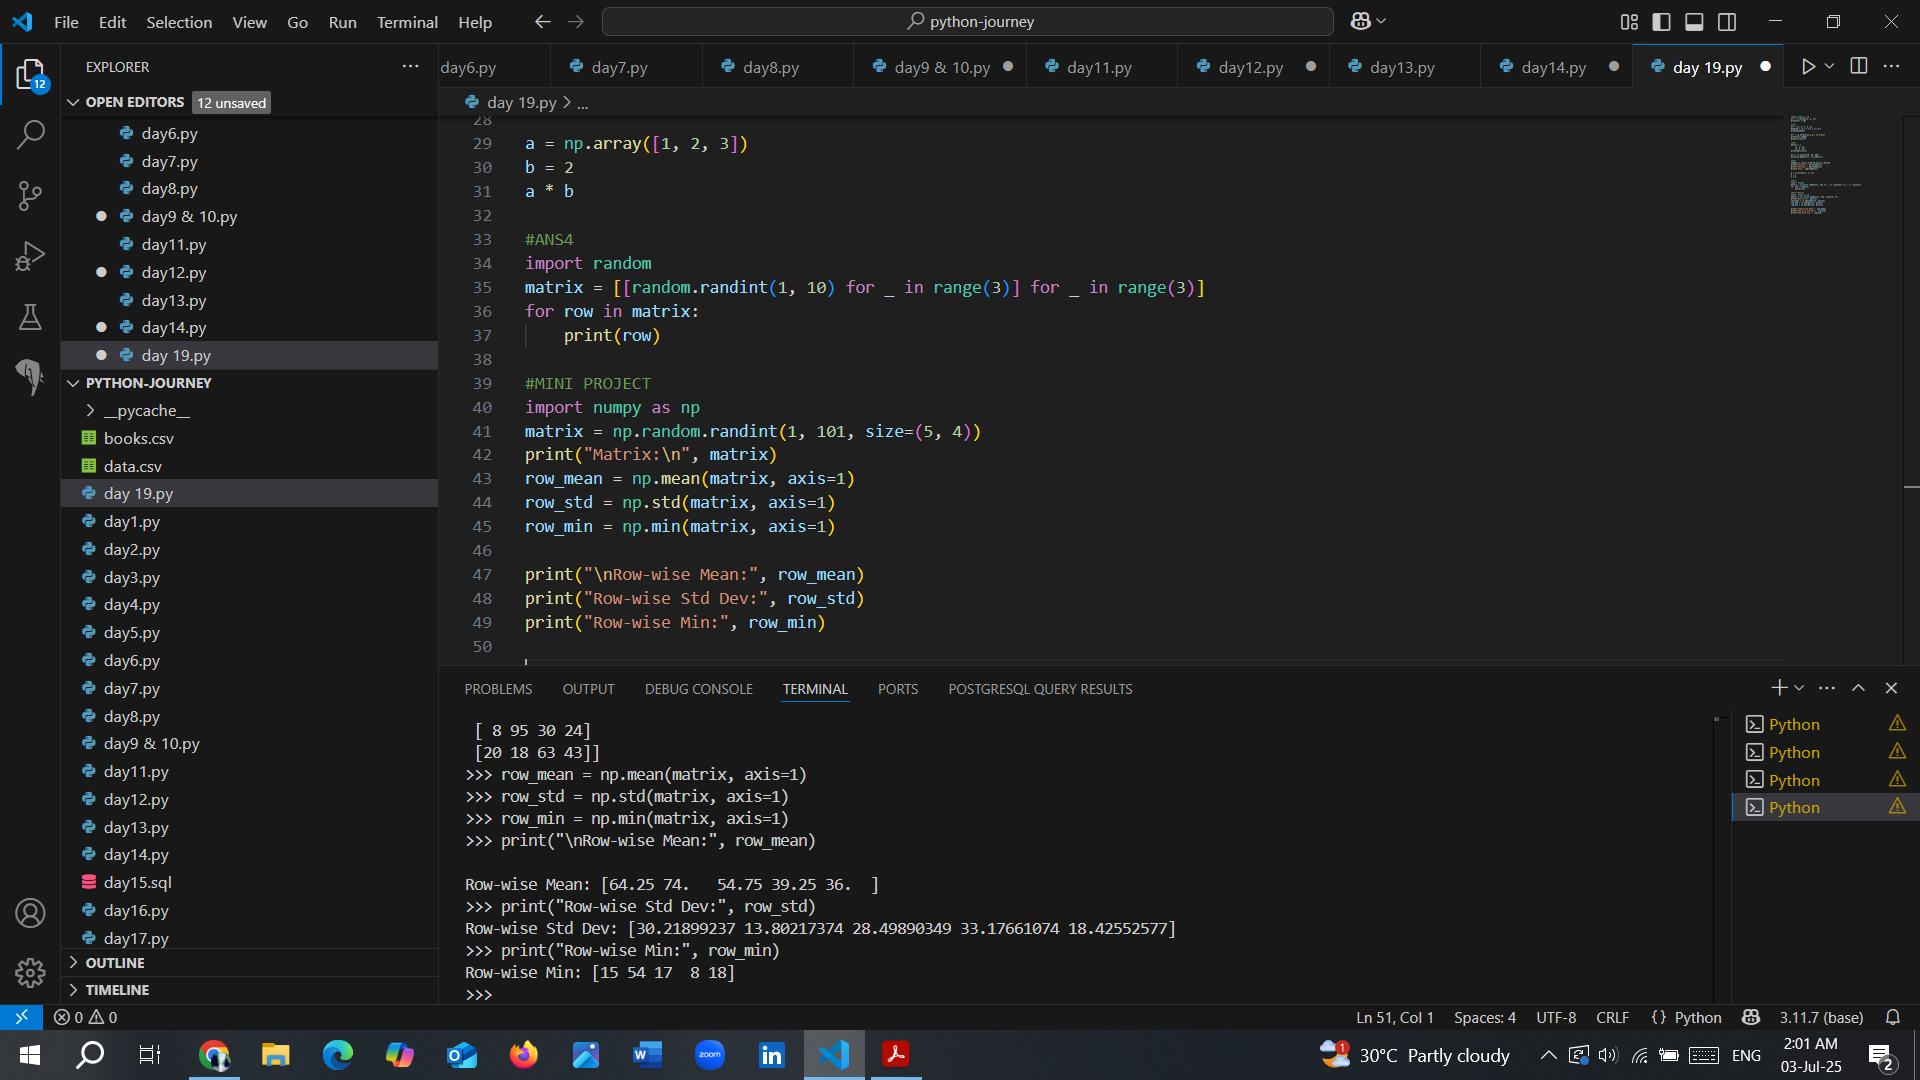 File Edit Selection View Go Run Terminal Help
python-journey
12
EXPLORER
OPEN EDITORS 12 unsaved
day6.py
day7.py
day8.py
day9 & 10.py
day11.py
day12.py
day13.py
day14.py
day 19.py
PYTHON-JOURNEY
__pycache__
books.csv
data.csv
day 19.py
day1.py
day2.py
day3.py
day4.py
day5.py
day6.py
day7.py
day8.py
day9 & 10.py
day11.py
day12.py
day13.py
day14.py
day15.sql
day16.py
day17.py
OUTLINE
TIMELINE
day6.py day7.py day8.py day9 & 10.py day11.py day12.py day13.py day14.py day 19.py
day 19.py > ...
28
29 a = np.array([1, 2, 3])
30 b = 2
31 a * b
32
33 #ANS4
34 import random
35 matrix = [[random.randint(1, 10) for _ in range(3)] for _ in range(3)]
36 for row in matrix:
37     print(row)
38
39 #MINI PROJECT
40 import numpy as np
41 matrix = np.random.randint(1, 101, size=(5, 4))
42 print("Matrix:\n", matrix)
43 row_mean = np.mean(matrix, axis=1)
44 row_std = np.std(matrix, axis=1)
45 row_min = np.min(matrix, axis=1)
46
47 print("\nRow-wise Mean:", row_mean)
48 print("Row-wise Std Dev:", row_std)
49 print("Row-wise Min:", row_min)
50
PROBLEMS OUTPUT DEBUG CONSOLE TERMINAL PORTS POSTGRESQL QUERY RESULTS
[ 8 95 30 24]
[20 18 63 43]]
>>> row_mean = np.mean(matrix, axis=1)
>>> row_std = np.std(matrix, axis=1)
>>> row_min = np.min(matrix, axis=1)
>>> print("\nRow-wise Mean:", row_mean)
Row-wise Mean: [64.25 74.   54.75 39.25 36.  ]
>>> print("Row-wise Std Dev:", row_std)
Row-wise Std Dev: [30.21899237 13.80217374 28.49890349 33.17661074 18.42552577]
>>> print("Row-wise Min:", row_min)
Row-wise Min: [15 54 17  8 18]
>>>
Python
Python
Python
Python
0 0 Ln 51, Col 1 Spaces: 4 UTF-8 CRLF {} Python 3.11.7 (base)
zoom 1 30°C Partly cloudy ENG 2:01 AM
03-Jul-25 2